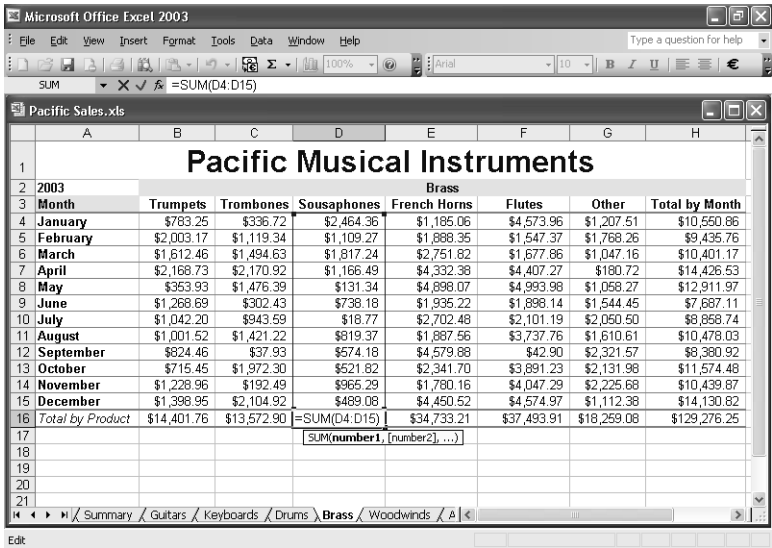 Microsoft Office Excel 2003
File Edit View Insert Format Tools Data Window Help Type a question for help
Σ 100% Arial 10 B I U €
SUM =SUM(D4:D15)
Pacific Sales.xls
A B C D E F G H
1 Pacific Musical Instruments
2 2003 Brass
3 Month Trumpets Trombones Sousaphones French Horns Flutes Other Total by Month
4 January $783.25 $336.72 $2,464.36 $1,185.06 $4,573.96 $1,207.51 $10,550.86
5 February $2,003.17 $1,119.34 $1,109.27 $1,888.35 $1,547.37 $1,768.26 $9,435.76
6 March $1,612.46 $1,494.63 $1,817.24 $2,751.82 $1,677.86 $1,047.16 $10,401.17
7 April $2,168.73 $2,170.92 $1,166.49 $4,332.38 $4,407.27 $180.72 $14,426.53
8 May $353.93 $1,476.39 $131.34 $4,898.07 $4,993.98 $1,058.27 $12,911.97
9 June $1,268.69 $302.43 $738.18 $1,935.22 $1,898.14 $1,544.45 $7,687.11
10 July $1,042.20 $943.59 $18.77 $2,702.48 $2,101.19 $2,050.50 $8,858.74
11 August $1,001.52 $1,421.22 $819.37 $1,887.56 $3,737.76 $1,610.61 $10,478.03
12 September $824.46 $37.93 $574.18 $4,579.88 $42.90 $2,321.57 $8,380.92
13 October $715.45 $1,972.30 $521.82 $2,341.70 $3,891.23 $2,131.98 $11,574.48
14 November $1,228.96 $192.49 $965.29 $1,780.16 $4,047.29 $2,225.68 $10,439.87
15 December $1,398.95 $2,104.92 $489.08 $4,450.52 $4,574.97 $1,112.38 $14,130.82
16 Total by Product $14,401.76 $13,572.90 =SUM(D4:D15) $34,733.21 $37,493.91 $18,259.08 $129,276.25
17 SUM(number1, [number2], ...)
18
19
20
21
Summary Guitars Keyboards Drums Brass Woodwinds A
Edit